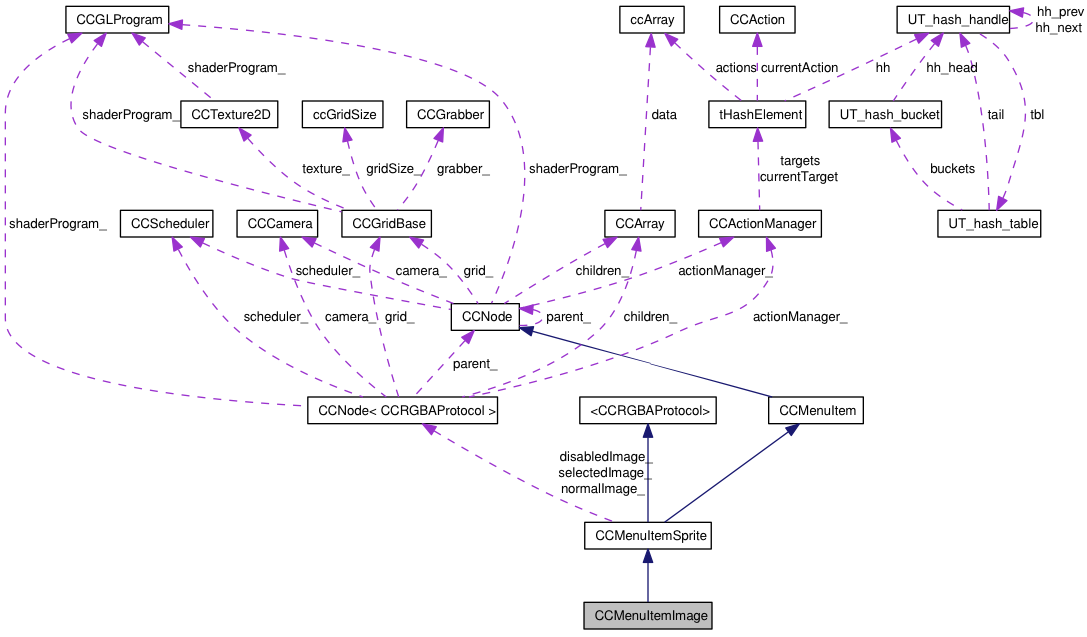 CCGLProgram
ccArray
CCAction
UT_hash_handle
hh_prev
hh_next
shaderProgram_
actions
currentAction
hh
hh_head
CCTexture2D
ccGridSize
CCGrabber
tHashElement
UT_hash_bucket
shaderProgram_
data
tail
tbl
texture_
gridSize_
grabber_
shaderProgram_
targets
currentTarget
buckets
shaderProgram_
CCScheduler
CCCamera
CCGridBase
CCArray
CCActionManager
UT_hash_table
scheduler_
camera_
grid_
children_
actionManager_
CCNode
scheduler_
camera_
grid_
parent_
children_
actionManager_
parent_
CCNode< CCRGBAProtocol >
<CCRGBAProtocol>
CCMenuItem
disabledImage_
selectedImage_
normalImage_
CCMenuItemSprite
CCMenuItemImage